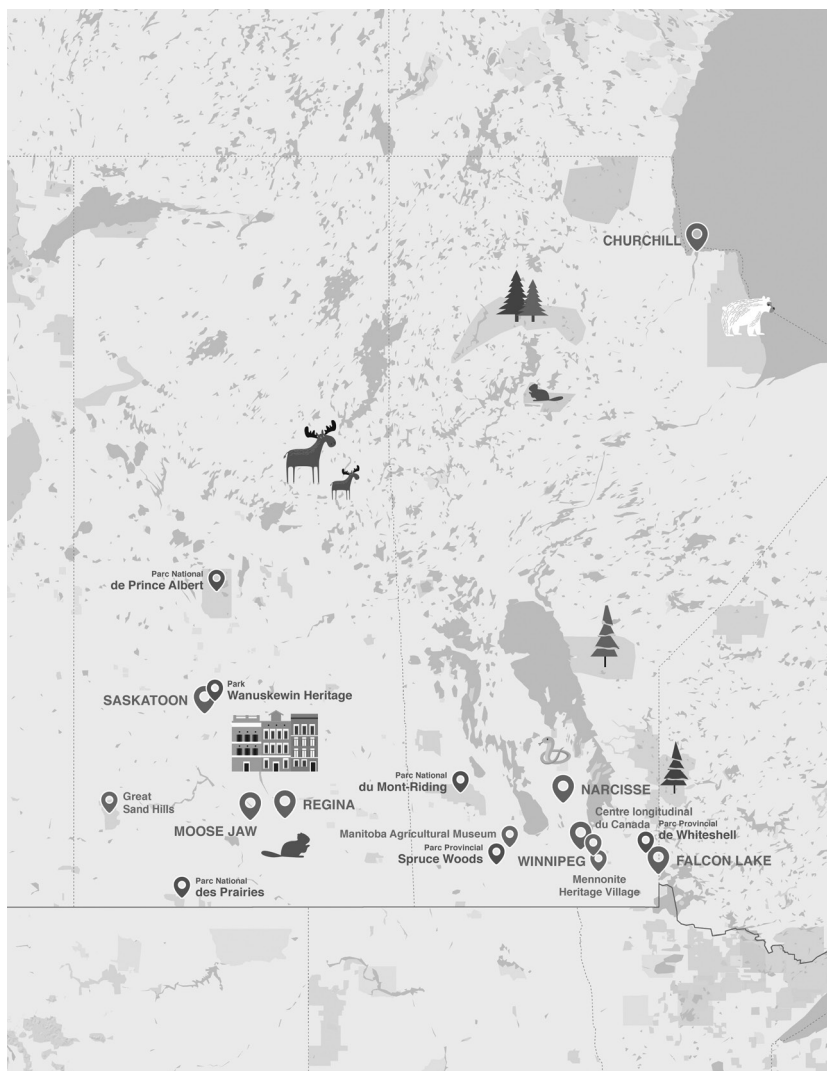 CHURCHILL
Parc National
de Prince Albert
Park
Wanuskewin Heritage
SASKATOON
Parc National
du Mont-Riding
NARCISSE
Great
Sand Hills
REGINA
MOOSE JAW
Centre longitudinal
du Canada
Parc Provincial
de Whiteshell
Manitoba Agricultural Museum
Parc Provincial
Spruce Woods
WINNIPEG
FALCON LAKE
Mennonite
Heritage Village
Parc National
des Prairies